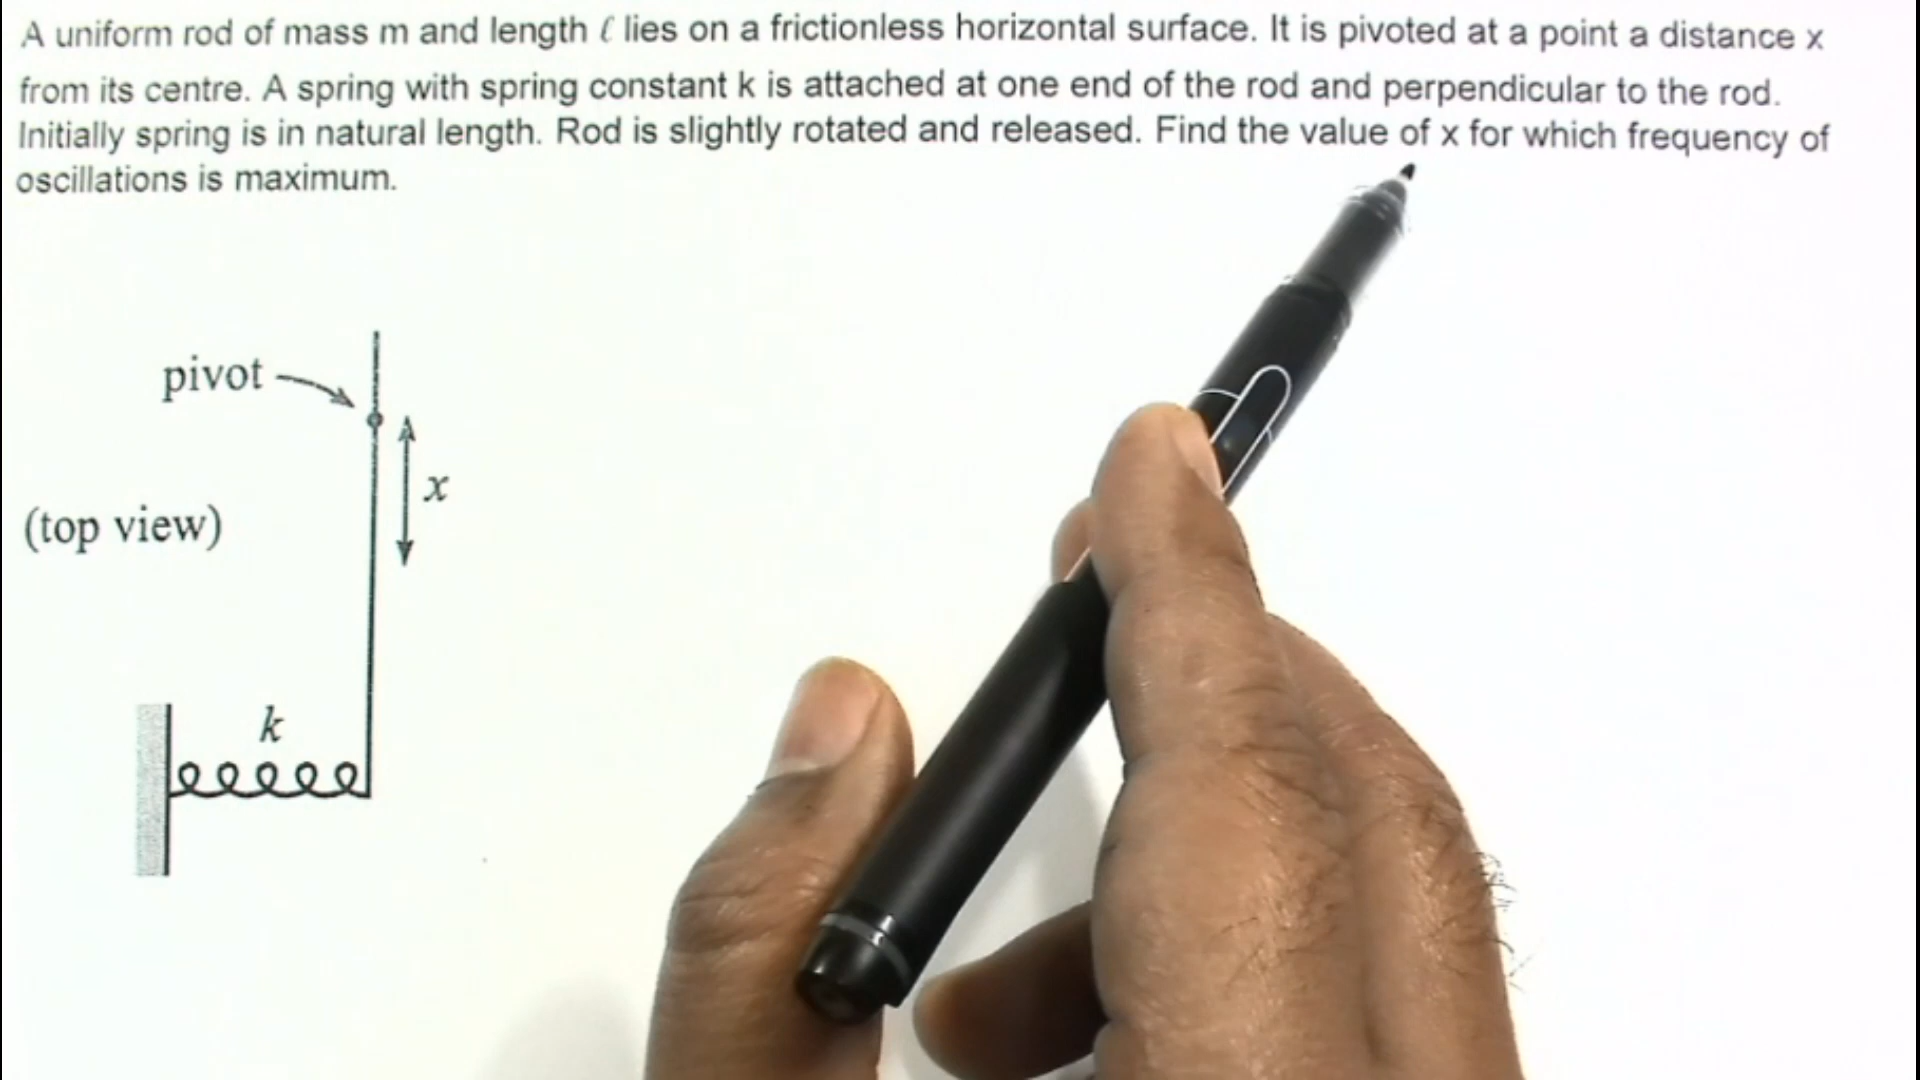 A uniform rod of mass m and length ℓ lies on a frictionless horizontal surface. It is pivoted at a point a distance x
from its centre. A spring with spring constant k is attached at one end of the rod and perpendicular to the rod.
Initially spring is in natural length. Rod is slightly rotated and released. Find the value of x for which frequency of
oscillations is maximum.
pivot
x
(top view)
k